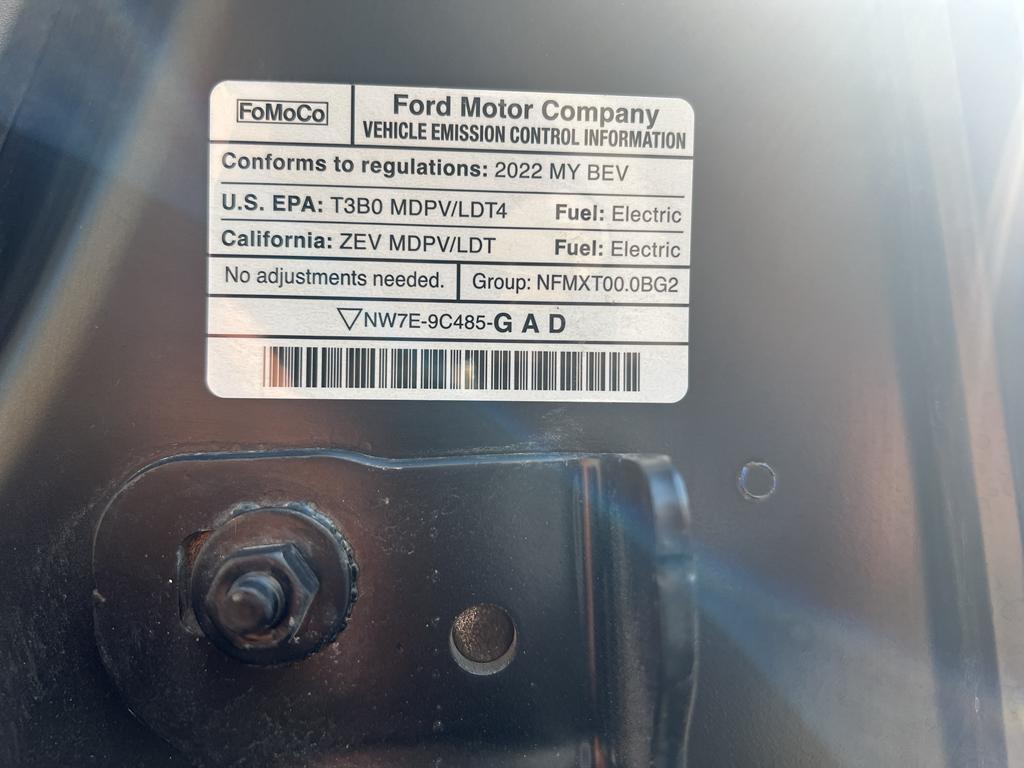 FoMoCo
Ford Motor Company
VEHICLE EMISSION CONTROL INFORMATION
Conforms to regulations: 2022 MY BEV
U.S. EPA: T3B0 MDPV/LDT4 Fuel: Electric
California: ZEV MDPV/LDT Fuel: Electric
No adjustments needed. Group: NFMXT00.0BG2
▽NW7E-9C485-G A D